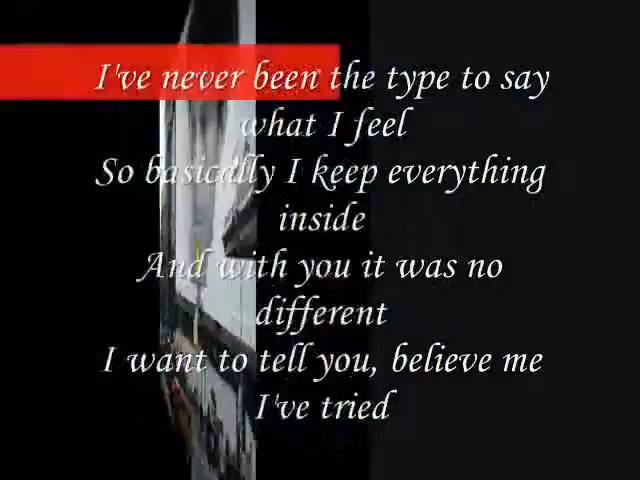 I've never been the type to say
what I feel
So basically I keep everything
inside
And with you it was no
different
I want to tell you, believe me
I've tried